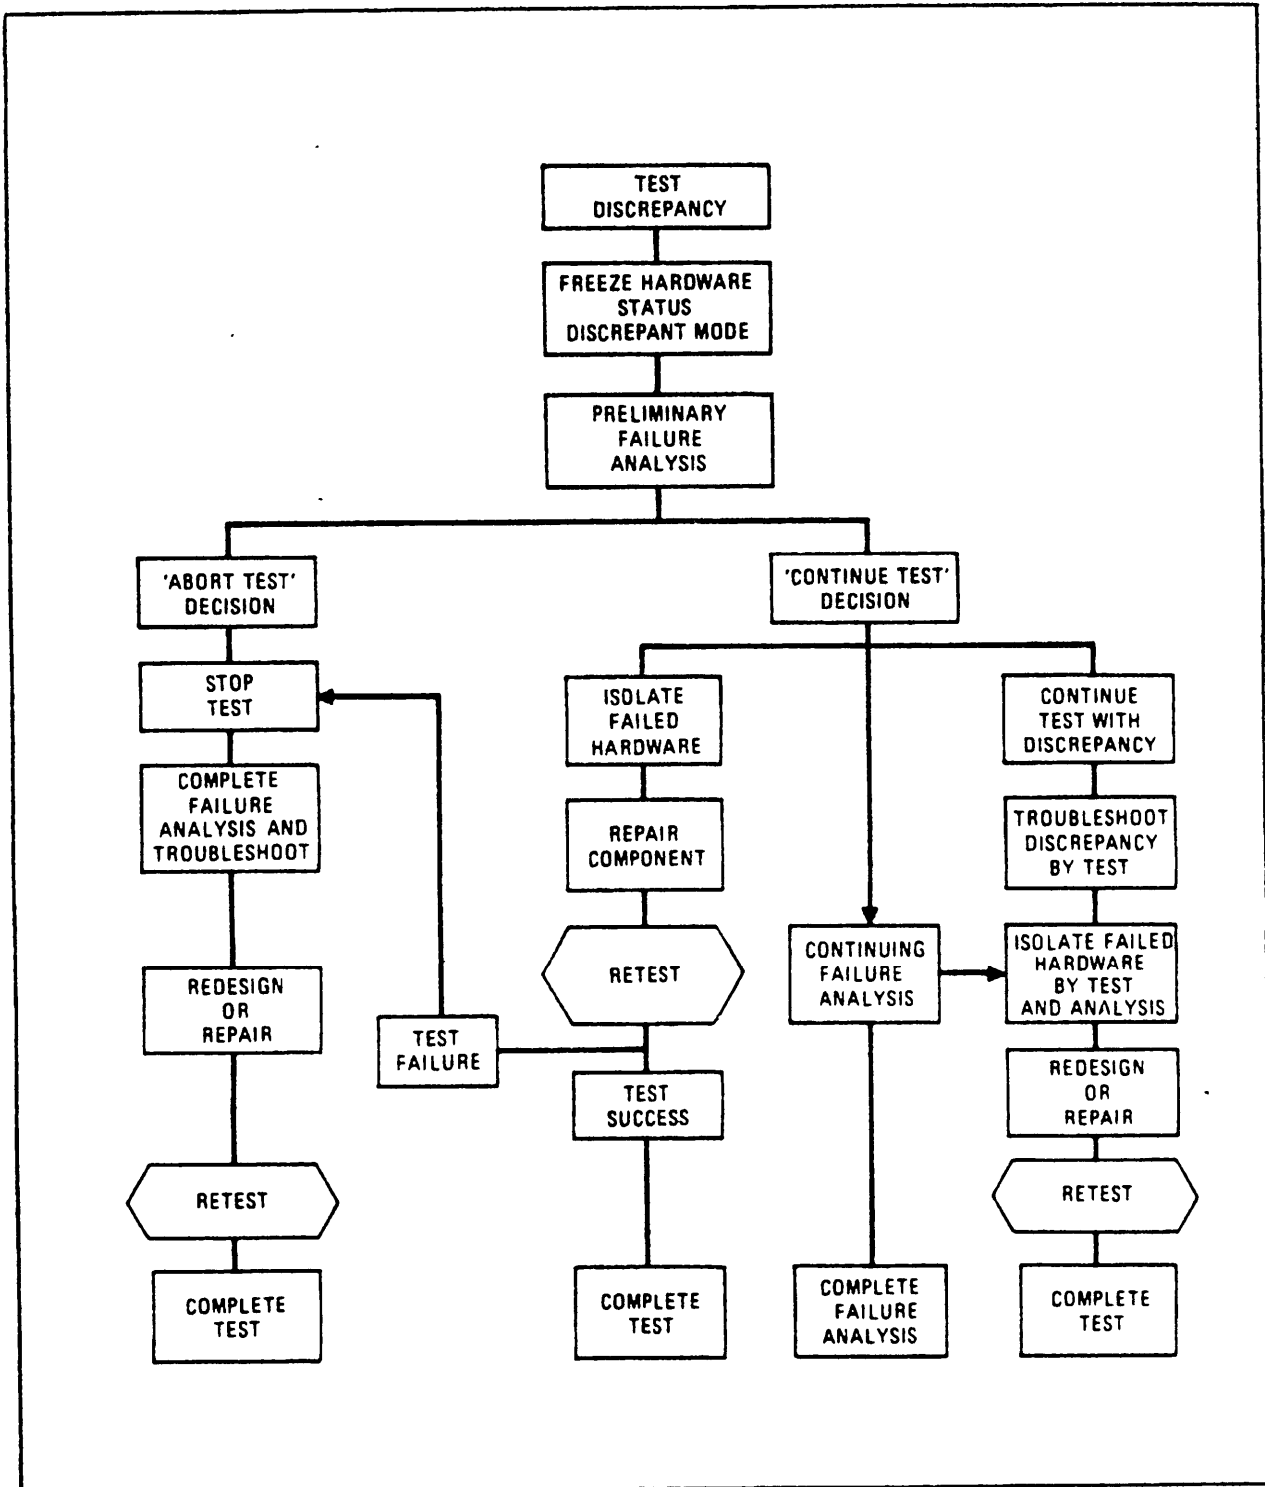 TEST
DISCREPANCY
FREEZE HARDWARE
STATUS
DISCREPANT MODE
PRELIMINARY
FAILURE
ANALYSIS
'ABORT TEST'
DECISION
STOP
TEST
COMPLETE
FAILURE
ANALYSIS AND
TROUBLESHOOT
REDESIGN
OR
REPAIR
RETEST
COMPLETE
TEST
'CONTINUE TEST'
DECISION
ISOLATE
FAILED
HARDWARE
REPAIR
COMPONENT
RETEST
TEST
FAILURE
TEST
SUCCESS
COMPLETE
TEST
CONTINUING
FAILURE
ANALYSIS
COMPLETE
FAILURE
ANALYSIS
CONTINUE
TEST WITH
DISCREPANCY
TROUBLESHOOT
DISCREPANCY
BY TEST
ISOLATE FAILED
HARDWARE
BY TEST
AND ANALYSIS
REDESIGN
OR
REPAIR
RETEST
COMPLETE
TEST